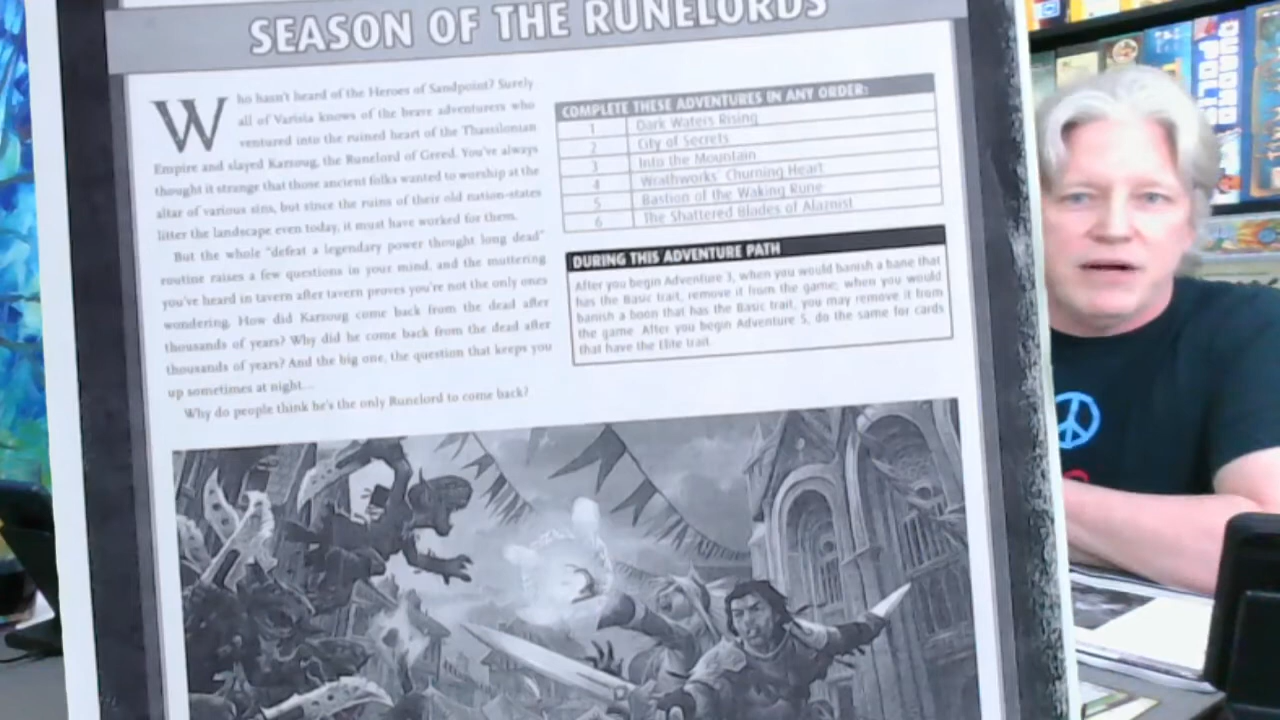 SEASON OF THE RUNELORDS
Who hasn't heard of the Heroes of Sandpoint? Surely
all of Varisia knows of the brave adventurers who
ventured into the ruined heart of the Thassilonian
Empire and slayed Karzoug, the Runelord of Greed. You've always
thought it strange that those ancient folks wanted to worship at the
altar of various sins, but since the ruins of their old nation-states
litter the landscape even today, it must have worked for them.
But the whole "defeat a legendary power thought long dead"
routine raises a few questions in your mind, and the muttering
you've heard in tavern after tavern proves you're not the only ones
wondering. How did Karzoug come back from the dead after
thousands of years? Why did he come back from the dead after
thousands of years? And the big one, the question that keeps you
up sometimes at night...
Why do people think he's the only Runelord to come back?
COMPLETE THESE ADVENTURES IN ANY ORDER:
1 Dark Waters Rising
2 City of Secrets
3 Into the Mountain
4 Wrathworks' Churning Heart
5 Bastion of the Waking Rune
6 The Shattered Blades of Alaznist
DURING THIS ADVENTURE PATH
After you begin Adventure 3, when you would banish a bane that
has the Basic trait, remove it from the game; when you would
banish a boon that has the Basic trait, you may remove it from
the game. After you begin Adventure 5, do the same for cards
that have the Elite trait.